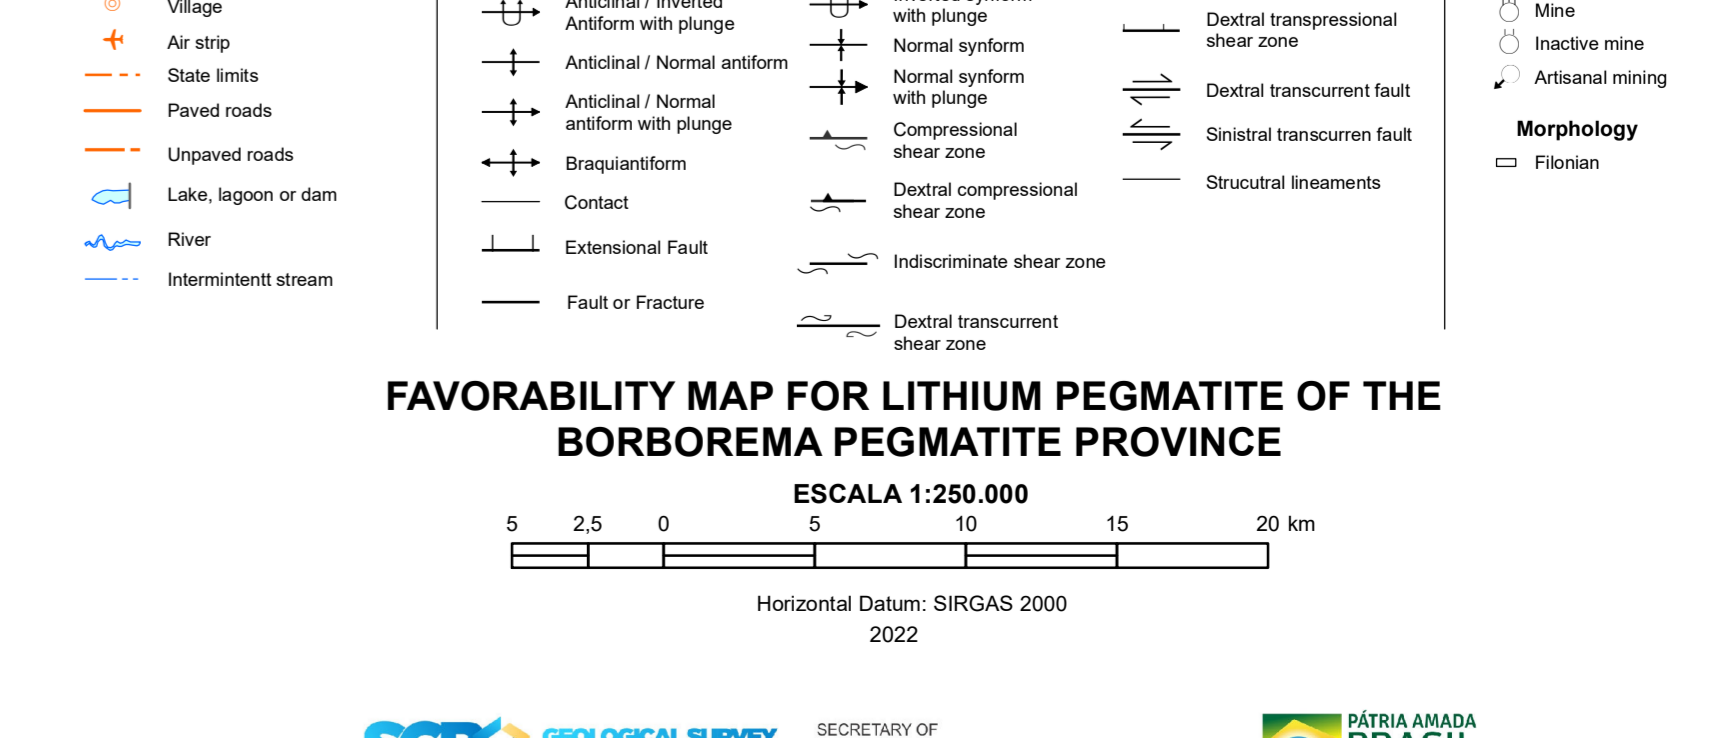 Village
Air strip
State limits
Paved roads
Unpaved roads
Lake, lagoon or dam
River
Intermintentt stream
Anticlinal / Inverted
Antiform with plunge
Anticlinal / Normal antiform
Anticlinal / Normal
antiform with plunge
Braquiantiform
Contact
Extensional Fault
Fault or Fracture
Inverted synform
with plunge
Normal synform
Normal synform
with plunge
Compressional
shear zone
Dextral compressional
shear zone
Indiscriminate shear zone
Dextral transcurrent
shear zone
Dextral transpressional
shear zone
Dextral transcurrent fault
Sinistral transcurren fault
Strucutral lineaments
Mine
Inactive mine
Artisanal mining
Morphology
Filonian
FAVORABILITY MAP FOR LITHIUM PEGMATITE OF THE
BORBOREMA PEGMATITE PROVINCE
ESCALA 1:250.000
5 2,5 0 5 10 15 20 km
Horizontal Datum: SIRGAS 2000
2022
GEOLOGICAL SURVEY
SECRETARY OF
PÁTRIA AMADA
BRASIL